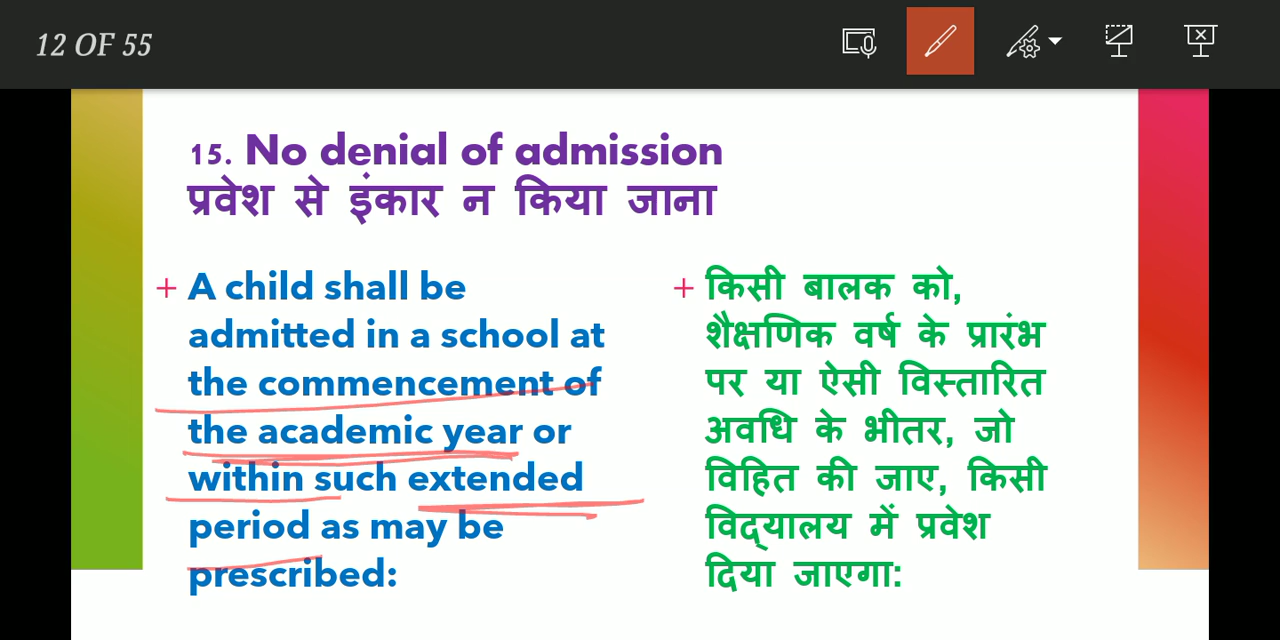 12 OF 55
15. No denial of admission
प्रवेश से इंकार न किया जाना
+ A child shall be
admitted in a school at
the commencement of
the academic year or
within such extended
period as may be
prescribed:
+ किसी बालक को,
शैक्षणिक वर्ष के प्रारंभ
पर या ऐसी विस्तारित
अवधि के भीतर, जो
विहित की जाए, किसी
विद्यालय में प्रवेश
दिया जाएगा: